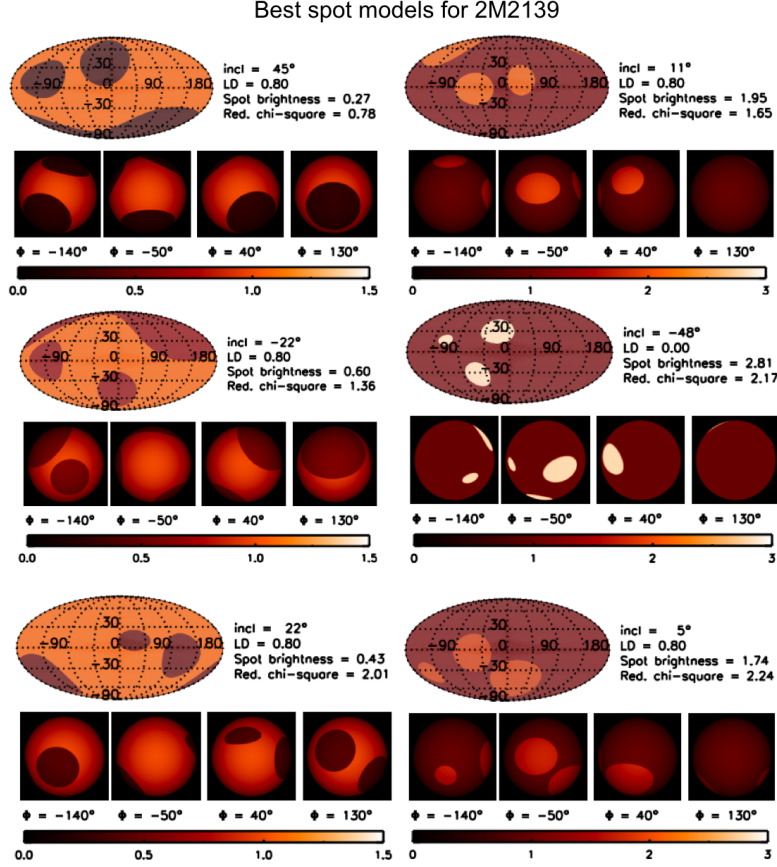 Best spot models for 2M2139
30
−90 0 90 180
−30
−90
incl = 45°
LD = 0.80
Spot brightness = 0.27
Red. chi-square = 0.78
Φ = −140° Φ = −50° Φ = 40° Φ = 130°
0.0 0.5 1.0 1.5
30
−90 0 90 180
−30
−90
incl = 11°
LD = 0.80
Spot brightness = 1.95
Red. chi-square = 1.65
Φ = −140° Φ = −50° Φ = 40° Φ = 130°
0 1 2 3
30
−90 0 90 180
−30
−90
incl = −22°
LD = 0.80
Spot brightness = 0.60
Red. chi-square = 1.36
Φ = −140° Φ = −50° Φ = 40° Φ = 130°
0.0 0.5 1.0 1.5
30
−90 0 90 180
−30
−90
incl = −48°
LD = 0.00
Spot brightness = 2.81
Red. chi-square = 2.17
Φ = −140° Φ = −50° Φ = 40° Φ = 130°
0 1 2 3
30
−90 0 90 180
−30
−90
incl = 22°
LD = 0.80
Spot brightness = 0.43
Red. chi-square = 2.01
Φ = −140° Φ = −50° Φ = 40° Φ = 130°
0.0 0.5 1.0 1.5
30
−90 0 90 180
−30
−90
incl = 5°
LD = 0.80
Spot brightness = 1.74
Red. chi-square = 2.24
Φ = −140° Φ = −50° Φ = 40° Φ = 130°
0 1 2 3